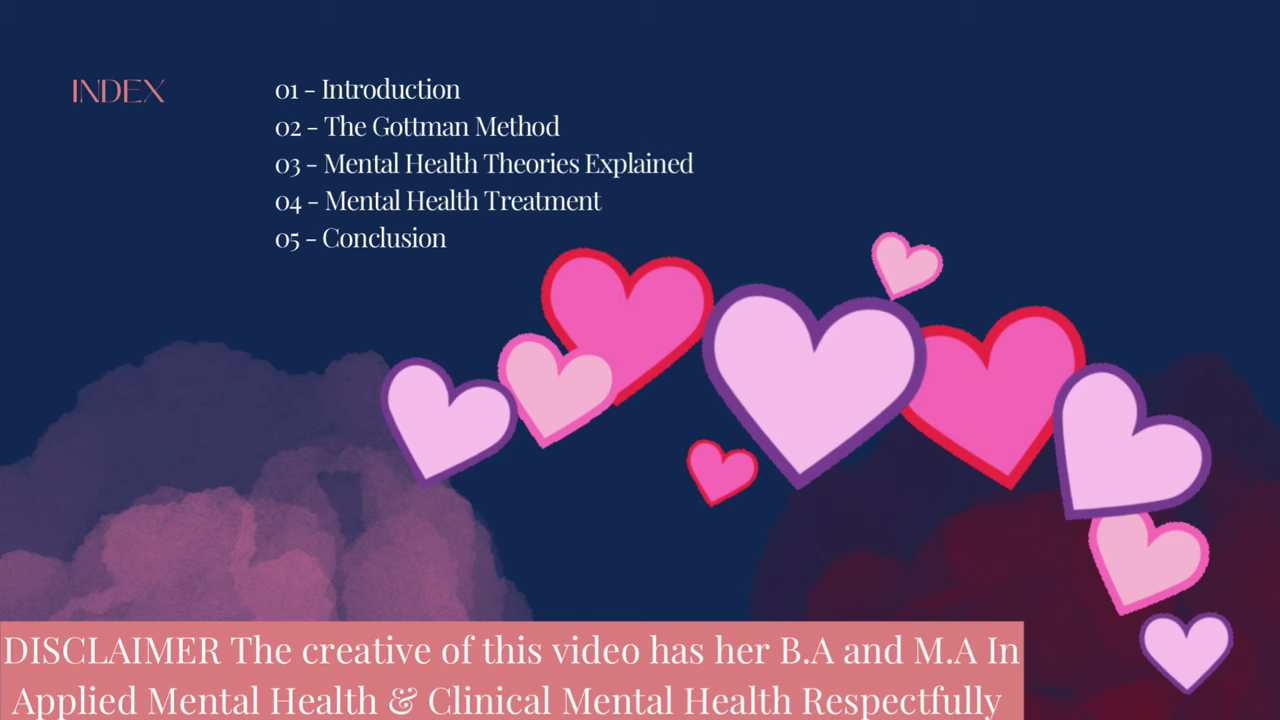 INDEX
01 - Introduction
02 - The Gottman Method
03 - Mental Health Theories Explained
04 - Mental Health Treatment
05 - Conclusion
DISCLAIMER The creative of this video has her B.A and M.A In
Applied Mental Health & Clinical Mental Health Respectfully